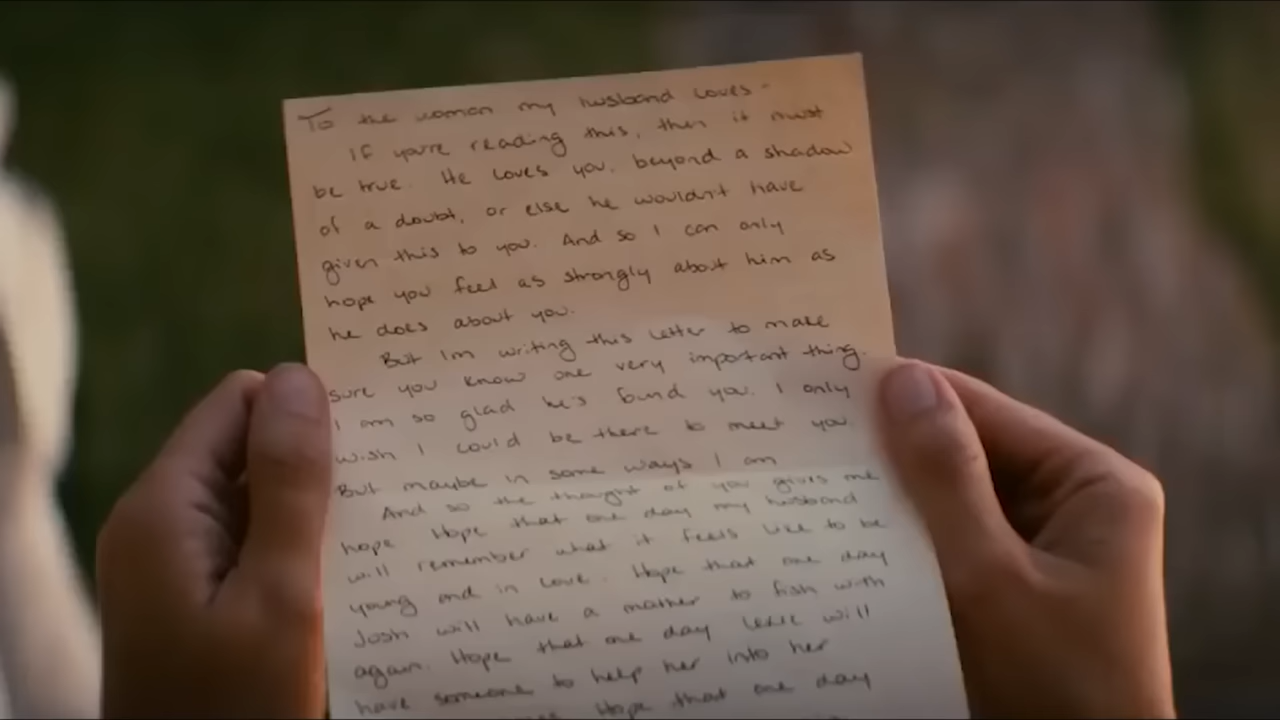 To the woman my husband loves-
If you're reading this, then it must
be true. He loves you, beyond a shadow
of a doubt, or else he wouldn't have
given this to you. And so I can only
hope you feel as strongly about him as
he does about you.
But I'm writing this letter to make
sure you know one very important thing.
I am so glad he's found you. I only
wish I could be there to meet you.
But maybe in some ways I am
And so the thought of you gives me
hope Hope that one day my husband
will remember what it feels like to be
young and in love. Hope that one day
Josh will have a mother to fish with
again. Hope that one day Lexie will
have someone to help her into her
Hope that one day